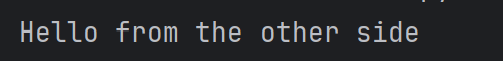 Hello from the other side